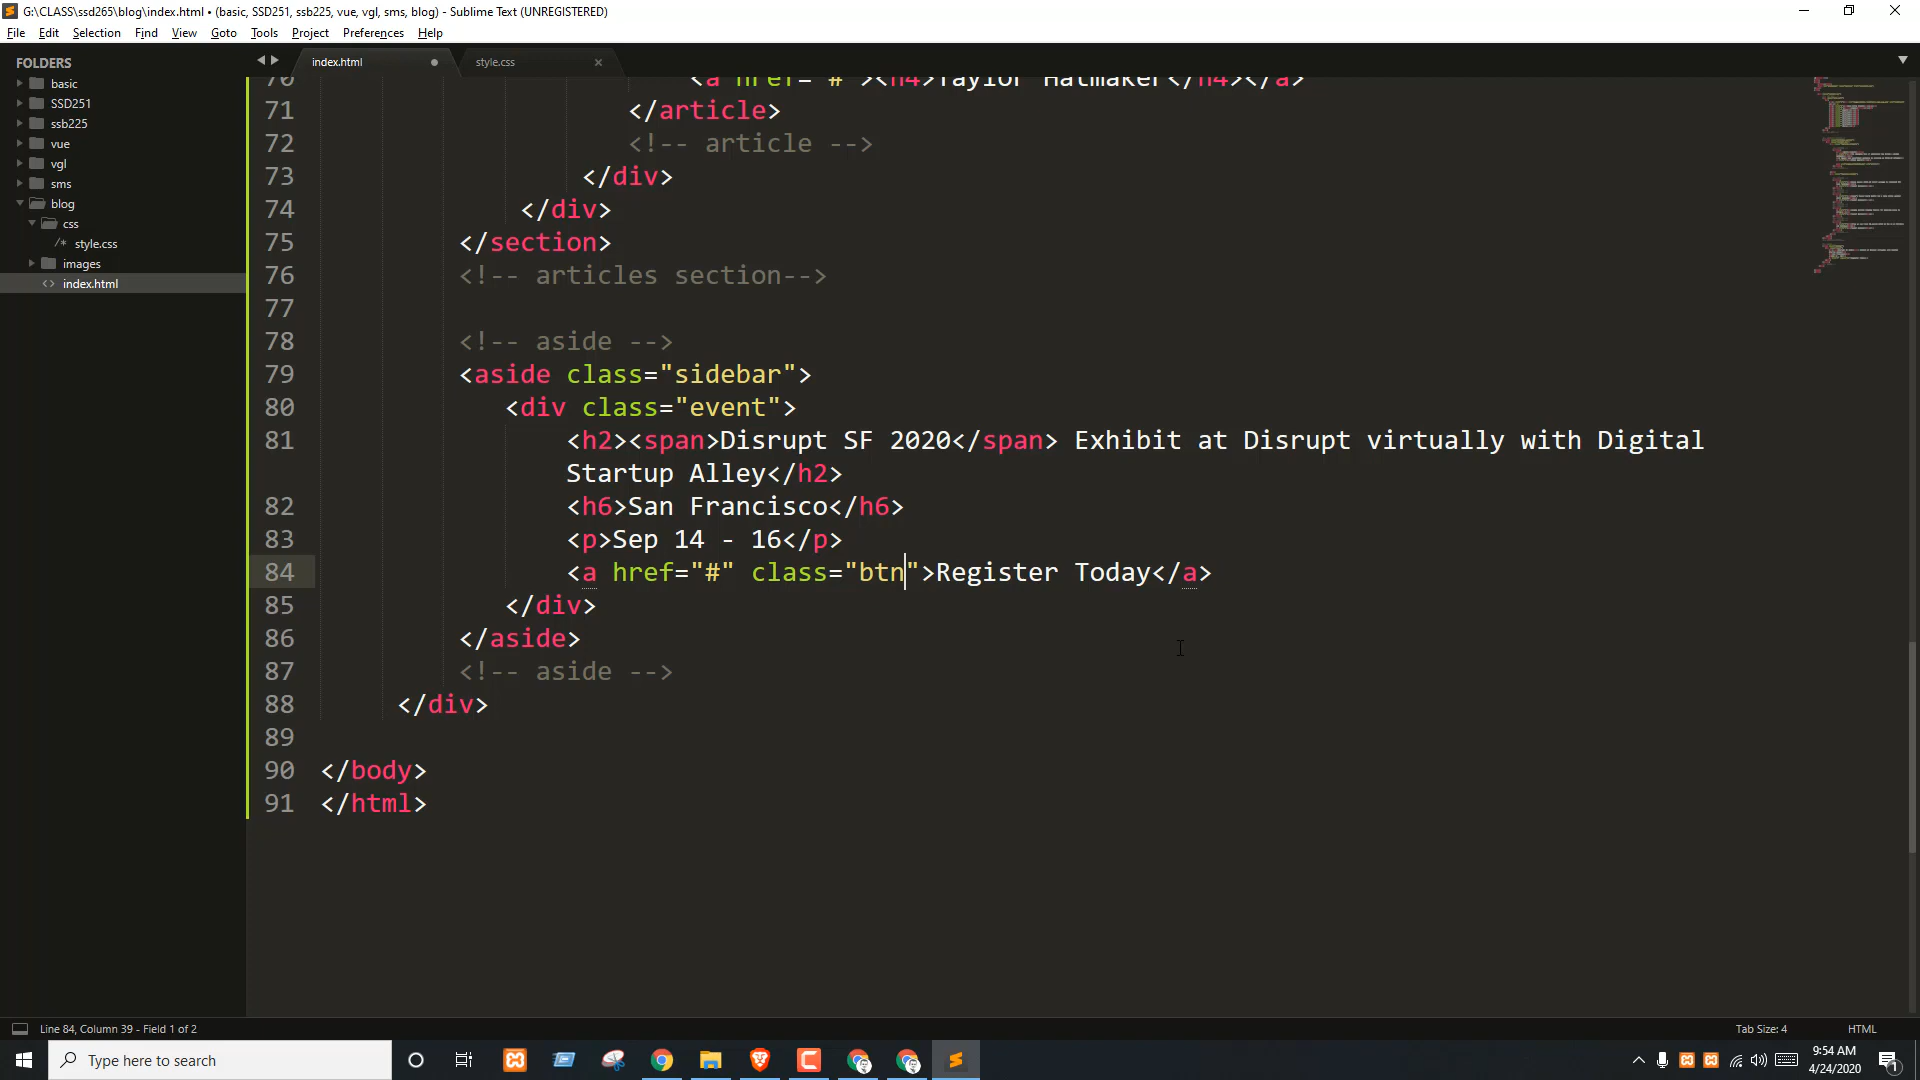 G:\CLASS\ssd265\blog\index.html • (basic, SSD251, ssb225, vue, vgl, sms, blog) - Sublime Text (UNREGISTERED)
File Edit Selection Find View Goto Tools Project Preferences Help
FOLDERS
basic
SSD251
ssb225
vue
vgl
sms
blog
css
/* style.css
images
<> index.html
index.html
style.css
70 <a href="#"><h4>Taylor Hatmaker</h4></a>
71 </article>
72 <!-- article -->
73 </div>
74 </div>
75 </section>
76 <!-- articles section-->
77
78 <!-- aside -->
79 <aside class="sidebar">
80 <div class="event">
81 <h2><span>Disrupt SF 2020</span> Exhibit at Disrupt virtually with Digital
Startup Alley</h2>
82 <h6>San Francisco</h6>
83 <p>Sep 14 - 16</p>
84 <a href="#" class="btn">Register Today</a>
85 </div>
86 </aside>
87 <!-- aside -->
88 </div>
89
90 </body>
91 </html>
Line 84, Column 39 - Field 1 of 2
Tab Size: 4
HTML
Type here to search
9:54 AM
4/24/2020
1